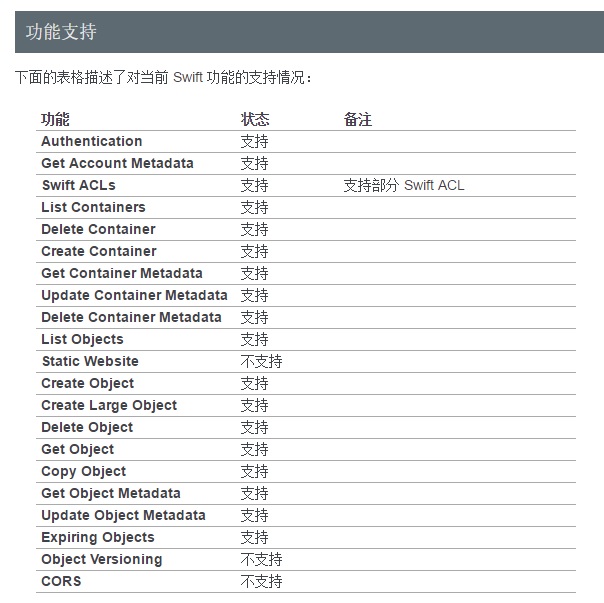 功能支持
下面的表格描述了对当前 Swift 功能的支持情况：
功能 状态 备注
Authentication 支持
Get Account Metadata 支持
Swift ACLs 支持 支持部分 Swift ACL
List Containers 支持
Delete Container 支持
Create Container 支持
Get Container Metadata 支持
Update Container Metadata 支持
Delete Container Metadata 支持
List Objects 支持
Static Website 不支持
Create Object 支持
Create Large Object 支持
Delete Object 支持
Get Object 支持
Copy Object 支持
Get Object Metadata 支持
Update Object Metadata 支持
Expiring Objects 支持
Object Versioning 不支持
CORS 不支持